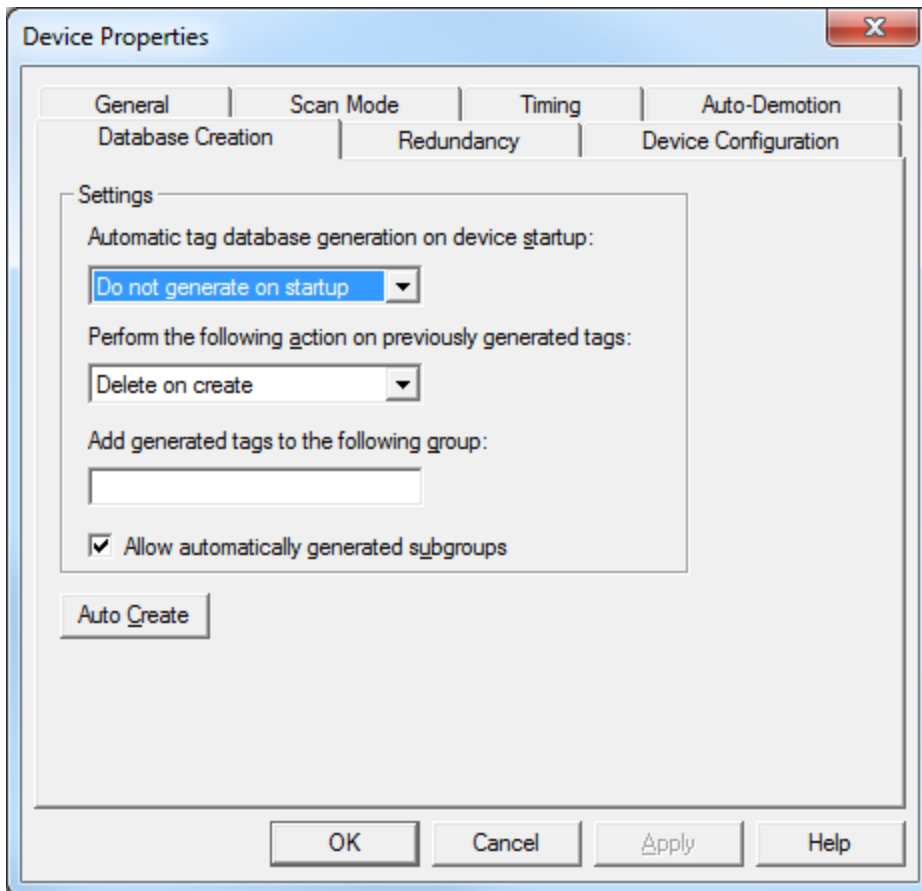 Device Properties
General Scan Mode Timing Auto-Demotion
Database Creation Redundancy Device Configuration
Settings
Automatic tag database generation on device startup:
Do not generate on startup
Perform the following action on previously generated tags:
Delete on create
Add generated tags to the following group:
Allow automatically generated subgroups
Auto Create
OK Cancel Apply Help